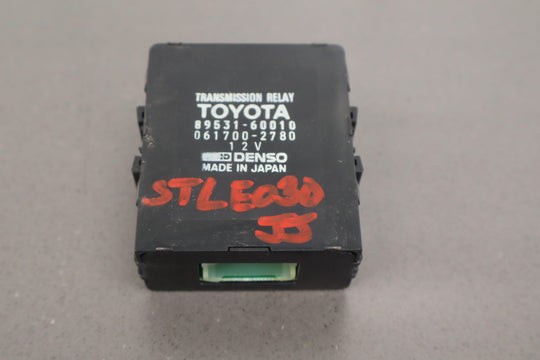 TRANSMISSION RELAY
TOYOTA
89531-60010
061700-2780
12V
DENSO
MADE IN JAPAN
STLE030
JJ